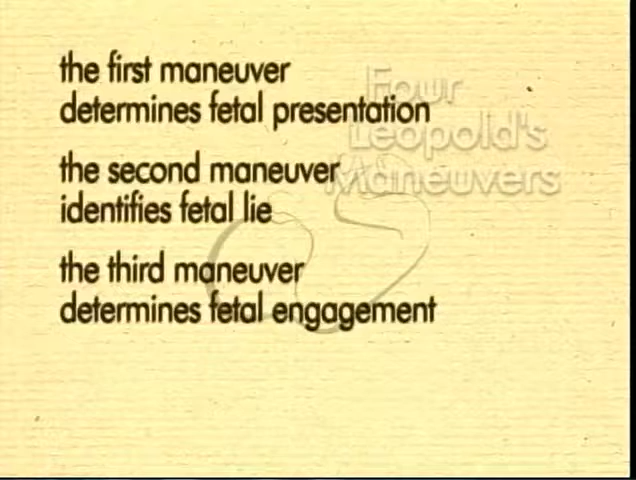 Four
Leopold's
Maneuvers
the first maneuver
determines fetal presentation
the second maneuver
identifies fetal lie
the third maneuver
determines fetal engagement